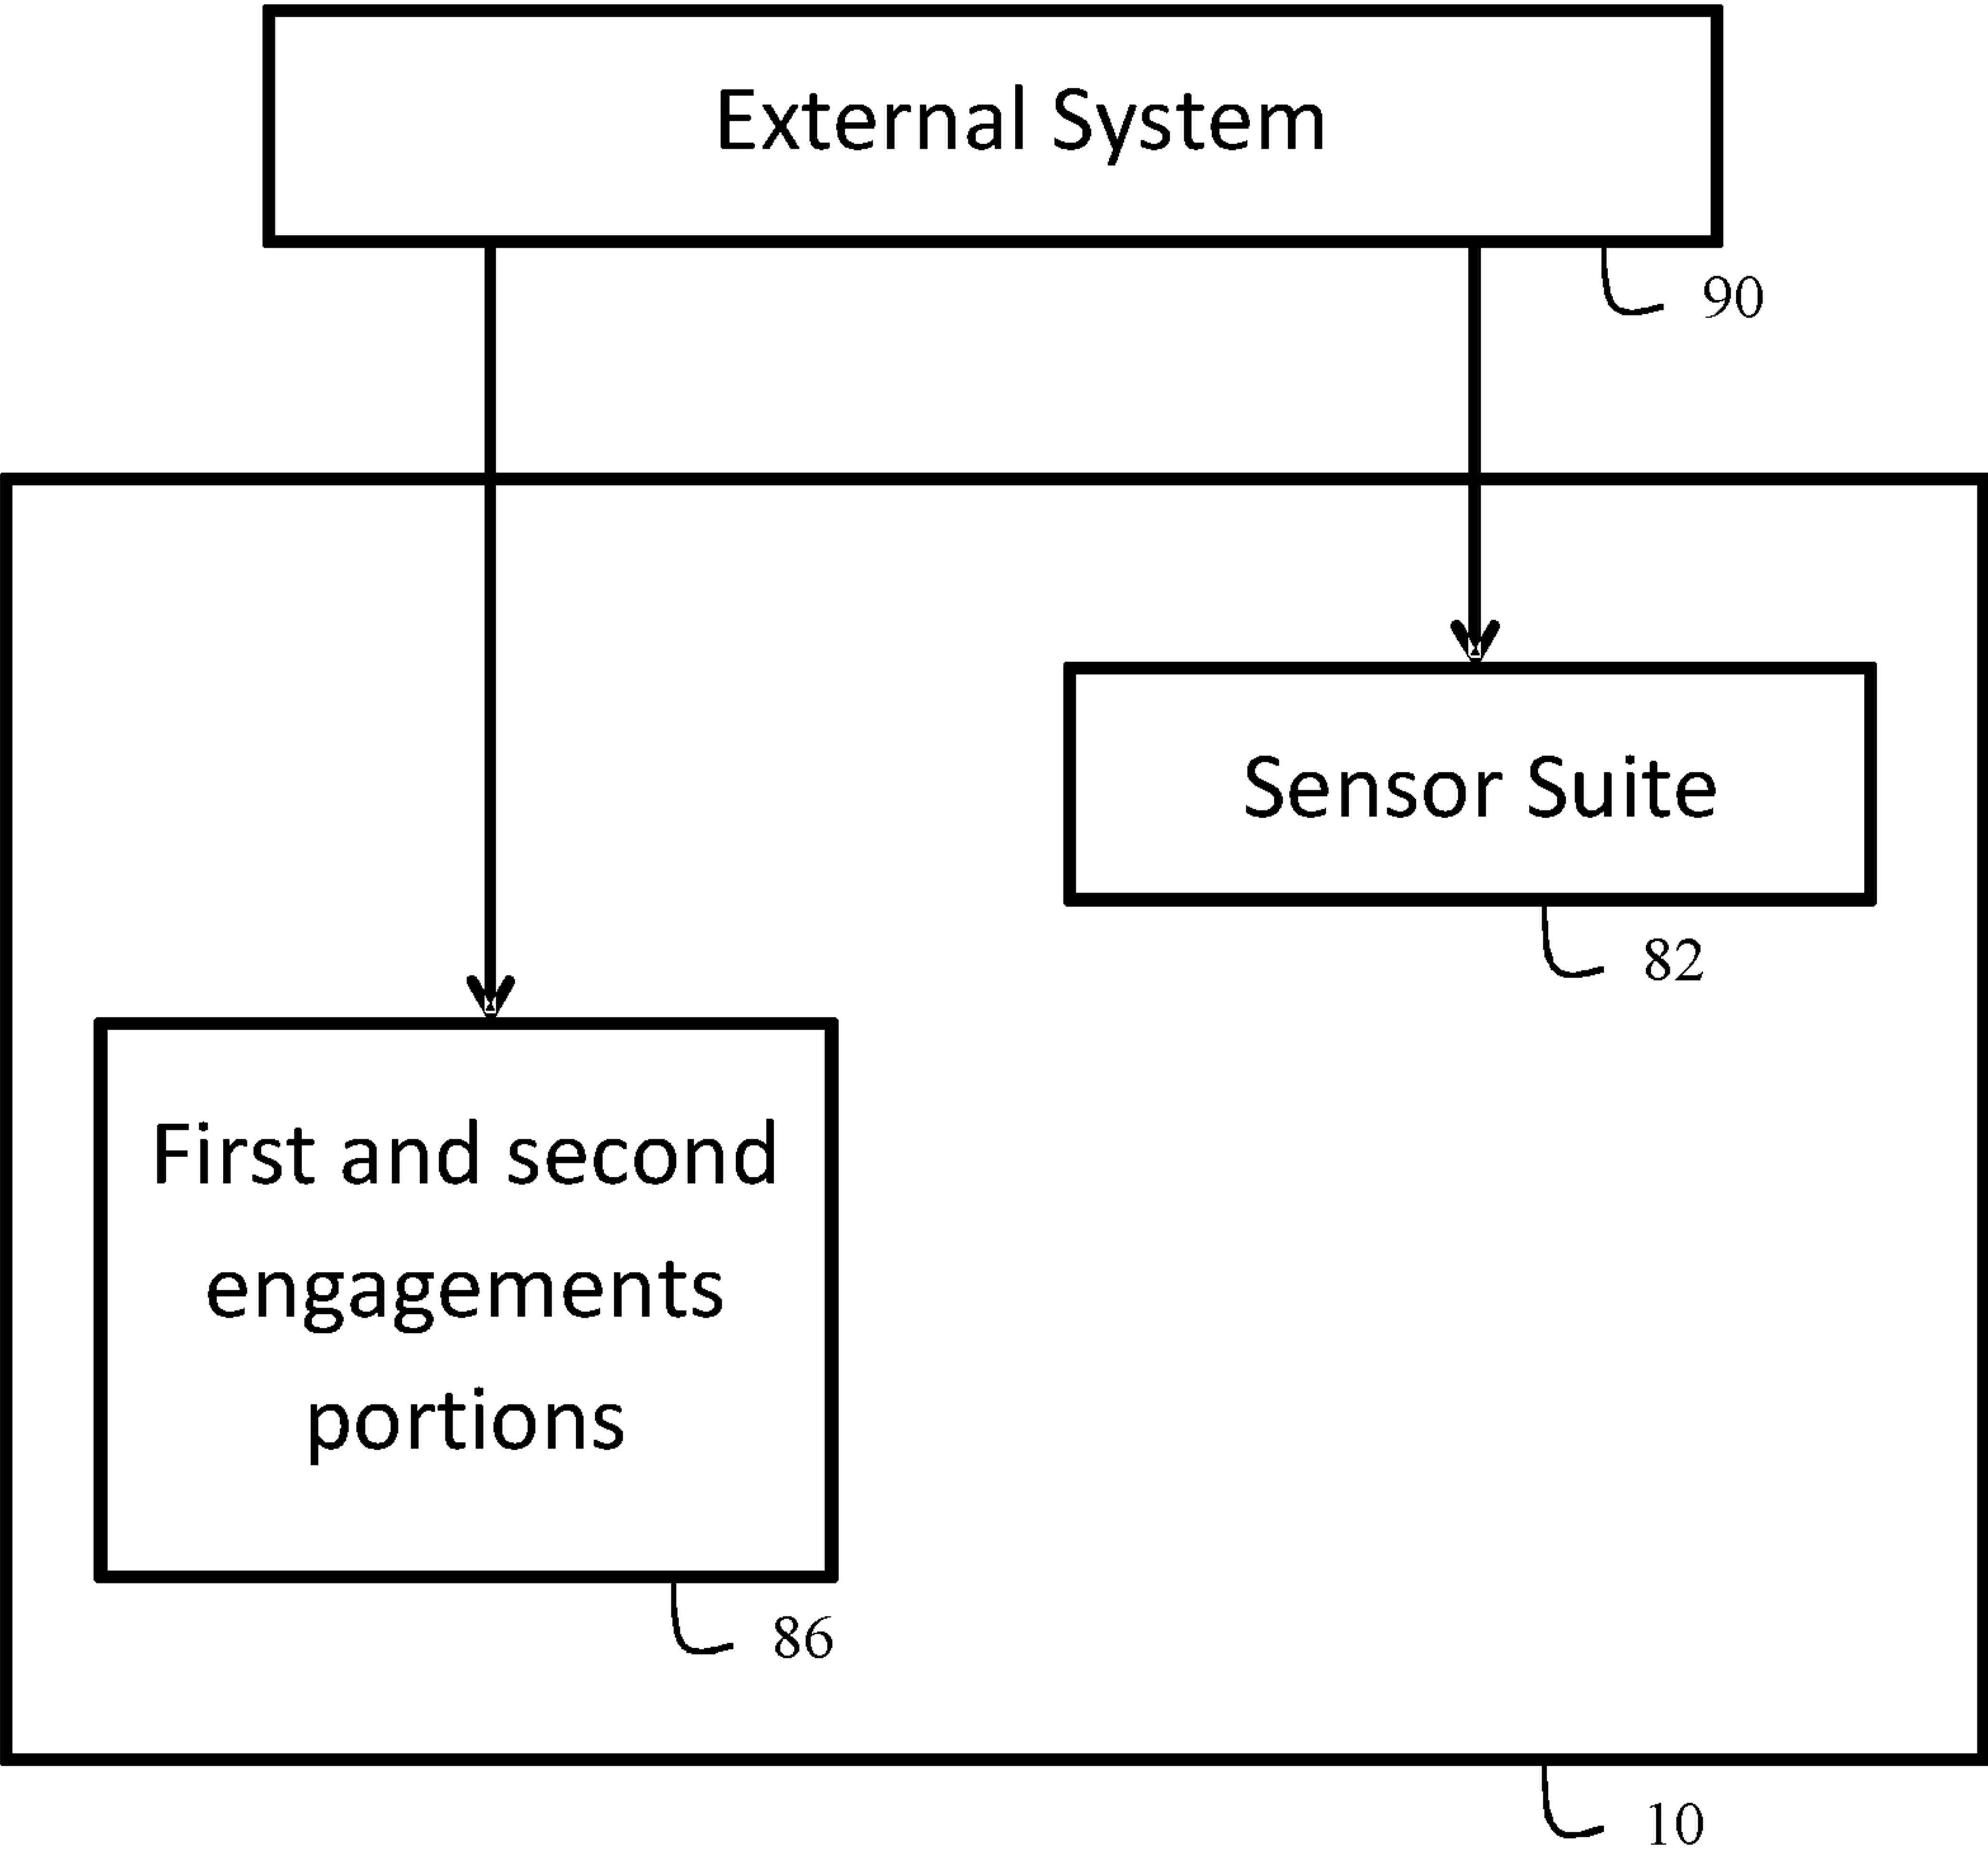 External System
90
Sensor Suite
82
First and second
engagements
portions
86
10